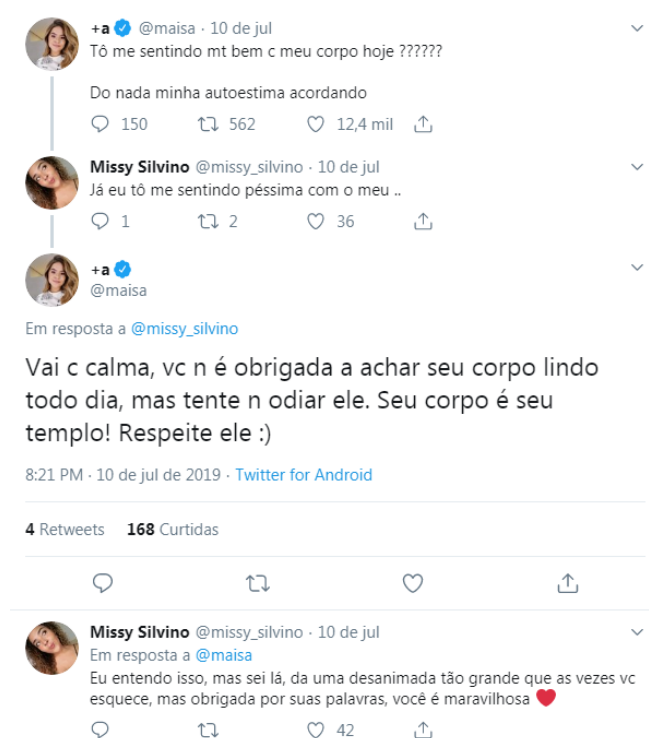 +a @maisa · 10 de jul
Tô me sentindo mt bem c meu corpo hoje ??????
Do nada minha autoestima acordando
150 562 12,4 mil
Missy Silvino @missy_silvino · 10 de jul
Já eu tô me sentindo péssima com o meu ..
1 2 36
+a
@maisa
Em resposta a @missy_silvino
Vai c calma, vc n é obrigada a achar seu corpo lindo
todo dia, mas tente n odiar ele. Seu corpo é seu
templo! Respeite ele :)
8:21 PM · 10 de jul de 2019 · Twitter for Android
4 Retweets 168 Curtidas
Missy Silvino @missy_silvino · 10 de jul
Em resposta a @maisa
Eu entendo isso, mas sei lá, da uma desanimada tão grande que as vezes vc
esquece, mas obrigada por suas palavras, você é maravilhosa ❤️
42